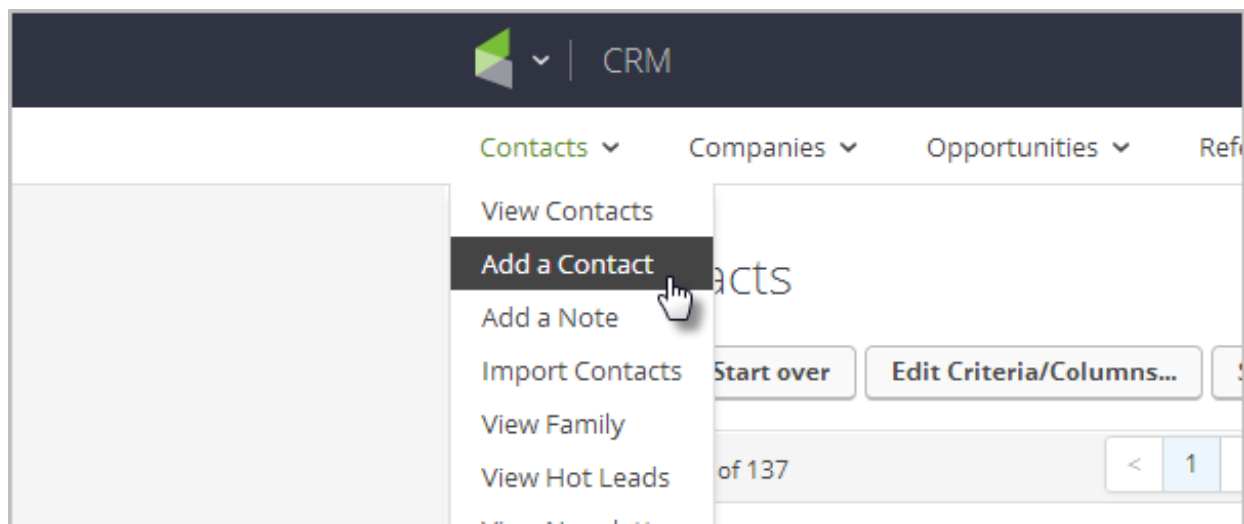 CRM
Contacts Companies Opportunities
View Contacts
Add a Contact
acts
Add a Note
Import Contacts Start over Edit Criteria/Columns...
View Family
of 137 < 1
View Hot Leads